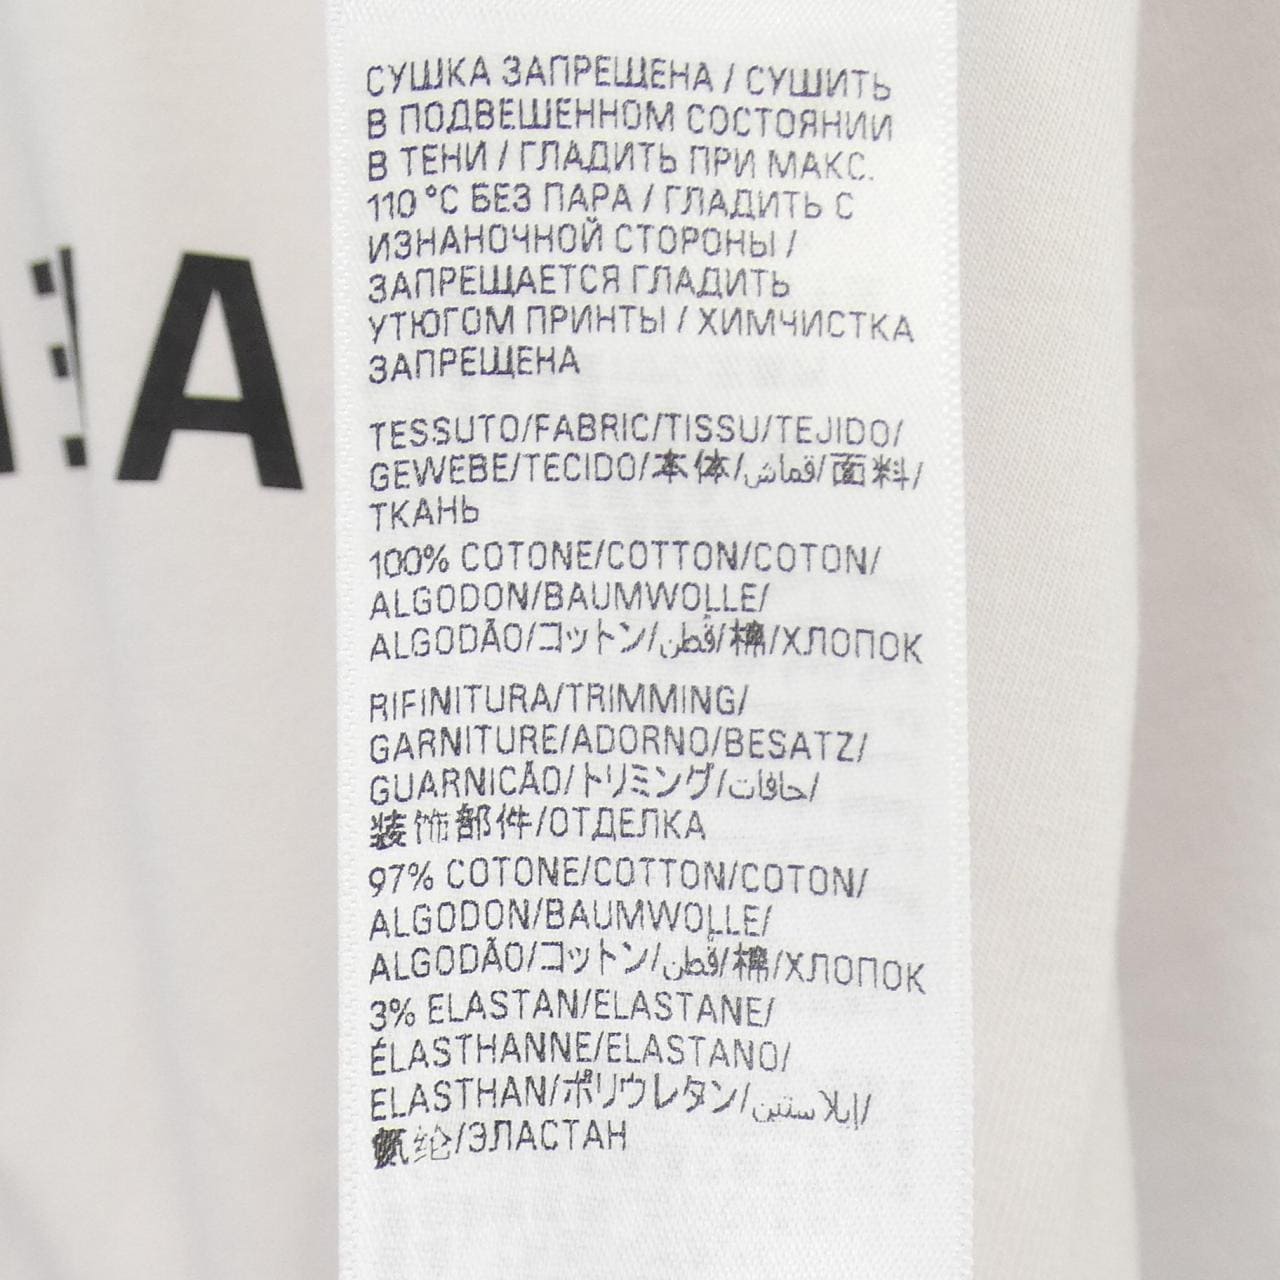 СУШКА ЗАПРЕЩЕНА / СУШИТЬ
В ПОДВЕШЕННОМ СОСТОЯНИИ
В ТЕНИ / ГЛАДИТЬ ПРИ МАКС.
110 °C БЕЗ ПАРА / ГЛАДИТЬ С
ИЗНАНОЧНОЙ СТОРОНЫ /
ЗАПРЕЩАЕТСЯ ГЛАДИТЬ
УТЮГОМ ПРИНТЫ / ХИМЧИСТКА
ЗАПРЕЩЕНА
TESSUTO/FABRIC/TISSU/TEJIDO/
GEWEBE/TECIDO/本体/قماش/面料/
ТКАНЬ
100% COTONE/COTTON/COTON/
ALGODON/BAUMWOLLE/
ALGODÃO/コットン/قُطن/棉/ХЛОПОК
RIFINITURA/TRIMMING/
GARNITURE/ADORNO/BESATZ/
GUARNICÃO/トリミング/حافات/
装饰部件/ОТДЕЛКА
97% COTONE/COTTON/COTON/
ALGODON/BAUMWOLLE/
ALGODÃO/コットン/قُطن/棉/ХЛОПОК
3% ELASTAN/ELASTANE/
ÉLASTHANNE/ELASTANO/
ELASTHAN/ポリウレタン/إيلاستين/
氨纶/ЭЛАСТАН
A